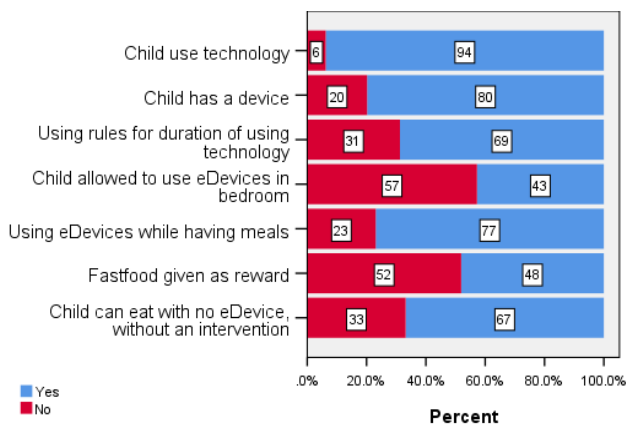 Child use technology
6 94
Child has a device
20 80
Using rules for duration of using
technology
31 69
Child allowed to use eDevices in
bedroom
57 43
Using eDevices while having meals
23 77
Fastfood given as reward
52 48
Child can eat with no eDevice,
without an intervention
33 67
.0% 20.0% 40.0% 60.0% 80.0% 100.0%
Yes
No
Percent